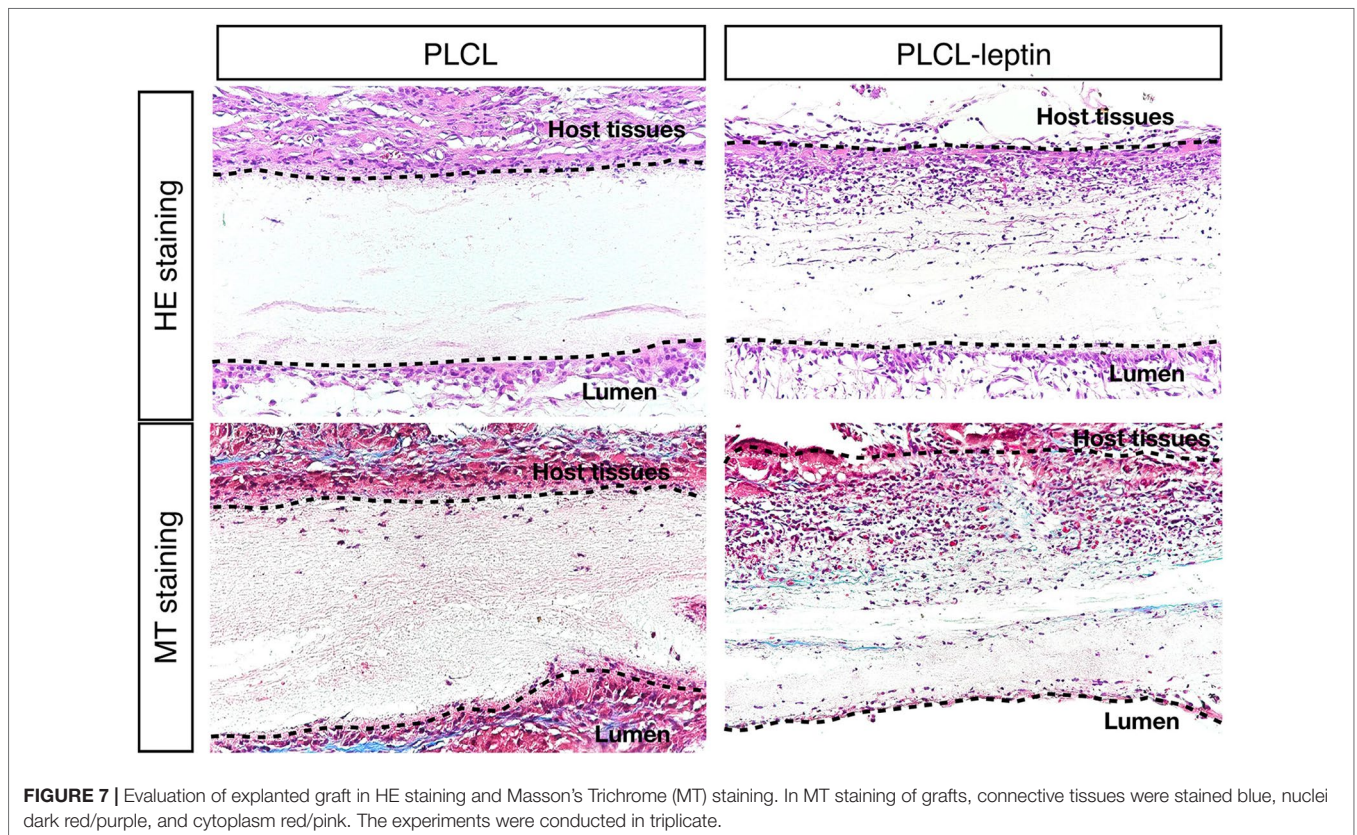 PLCL
PLCL-leptin
HE staining
Host tissues
Lumen
Host tissues
Lumen
MT staining
Host tissues
Lumen
Host tissues
Lumen
FIGURE 7 | Evaluation of explanted graft in HE staining and Masson's Trichrome (MT) staining. In MT staining of grafts, connective tissues were stained blue, nuclei
dark red/purple, and cytoplasm red/pink. The experiments were conducted in triplicate.